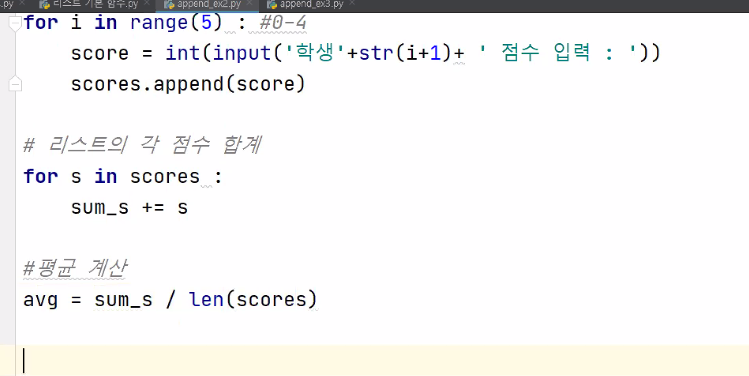 .py
리스트 기본 함수.py
append_ex2.py
append_ex3.py
for i in range(5) : #0-4
score = int(input('학생'+str(i+1)+ ' 점수 입력 : '))
scores.append(score)
# 리스트의 각 점수 합계
for s in scores :
sum_s += s
#평균 계산
avg = sum_s / len(scores)